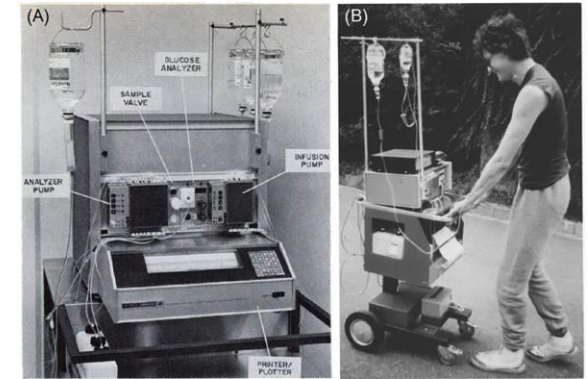 (A)
GLUCOSE
ANALYZER
SAMPLE
VALVE
INFUSION
PUMP
ANALYZER
PUMP
PRINTER/
PLOTTER
(B)